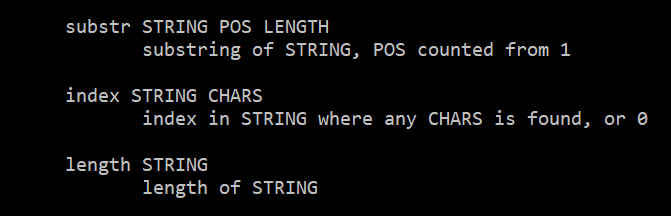 substr STRING POS LENGTH
substring of STRING, POS counted from 1
index STRING CHARS
index in STRING where any CHARS is found, or 0
length STRING
length of STRING